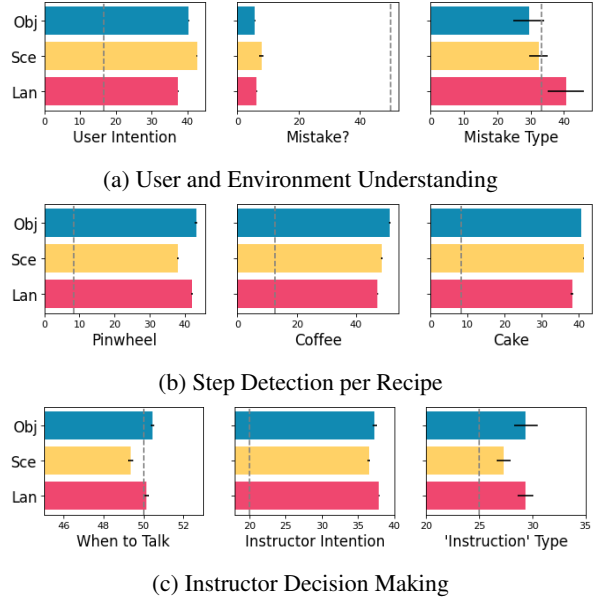 Obj
Sce
Lan
0 10 20 30 40
User Intention
0 20 40
Mistake?
0 10 20 30 40
Mistake Type
(a) User and Environment Understanding
Obj
Sce
Lan
0 10 20 30 40
Pinwheel
0 20 40
Coffee
0 10 20 30 40
Cake
(b) Step Detection per Recipe
Obj
Sce
Lan
46 48 50 52
When to Talk
20 25 30 35 40
Instructor Intention
20 25 30 35
'Instruction' Type
(c) Instructor Decision Making